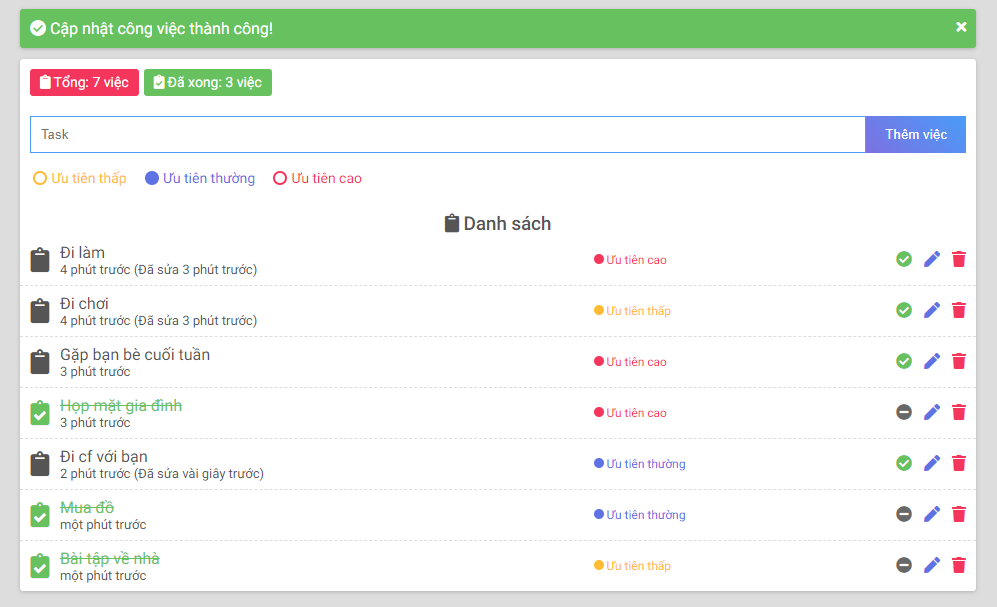 Cập nhật công việc thành công!
Tổng: 7 việc Đã xong: 3 việc
Task Thêm việc
Ưu tiên thấp Ưu tiên thường Ưu tiên cao
Danh sách
Đi làm
4 phút trước (Đã sửa 3 phút trước)
Ưu tiên cao
Đi chơi
4 phút trước (Đã sửa 3 phút trước)
Ưu tiên thấp
Gặp bạn bè cuối tuần
3 phút trước
Ưu tiên cao
Họp mặt gia đình
3 phút trước
Ưu tiên cao
Đi cf với bạn
2 phút trước (Đã sửa vài giây trước)
Ưu tiên thường
Mua đồ
một phút trước
Ưu tiên thường
Bài tập về nhà
một phút trước
Ưu tiên thấp